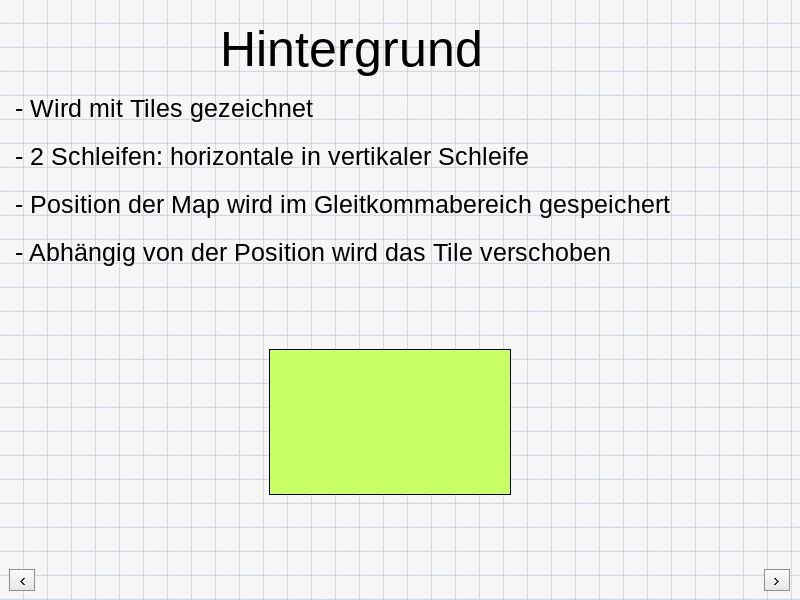 Hintergrund
- Wird mit Tiles gezeichnet
- 2 Schleifen: horizontale in vertikaler Schleife
- Position der Map wird im Gleitkommabereich gespeichert
- Abhängig von der Position wird das Tile verschoben